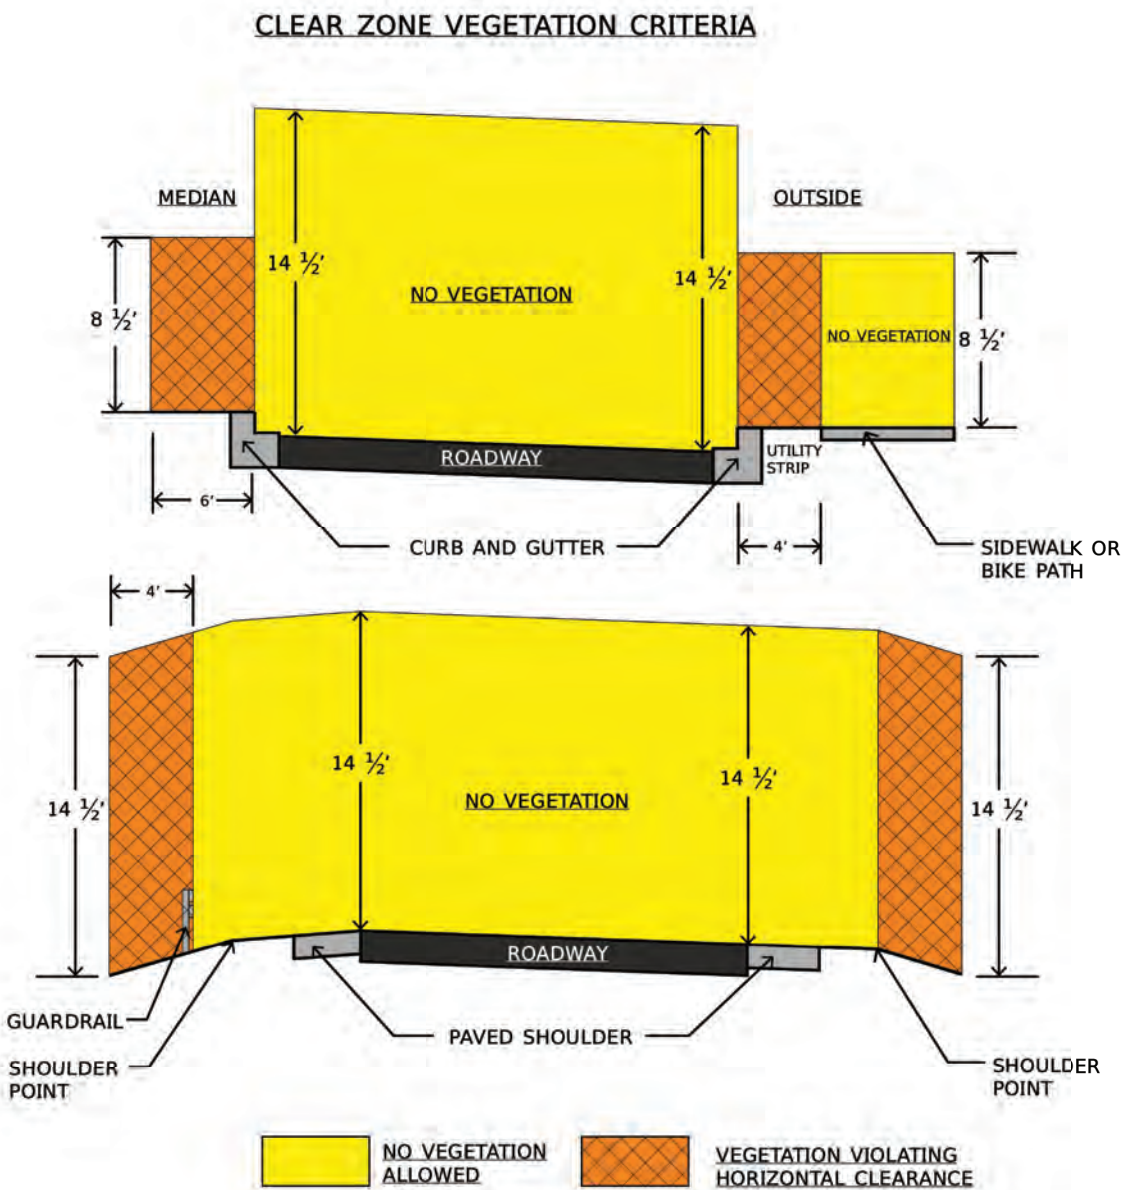 CLEAR ZONE VEGETATION CRITERIA
MEDIAN
OUTSIDE
14 ½'
14 ½'
8 ½'
NO VEGETATION
NO VEGETATION
8 ½'
ROADWAY
UTILITY
STRIP
6'
CURB AND GUTTER
4'
SIDEWALK OR
BIKE PATH
4'
14 ½'
14 ½'
14 ½'
NO VEGETATION
14 ½'
ROADWAY
GUARDRAIL
PAVED SHOULDER
SHOULDER
POINT
SHOULDER
POINT
NO VEGETATION
ALLOWED
VEGETATION VIOLATING
HORIZONTAL CLEARANCE